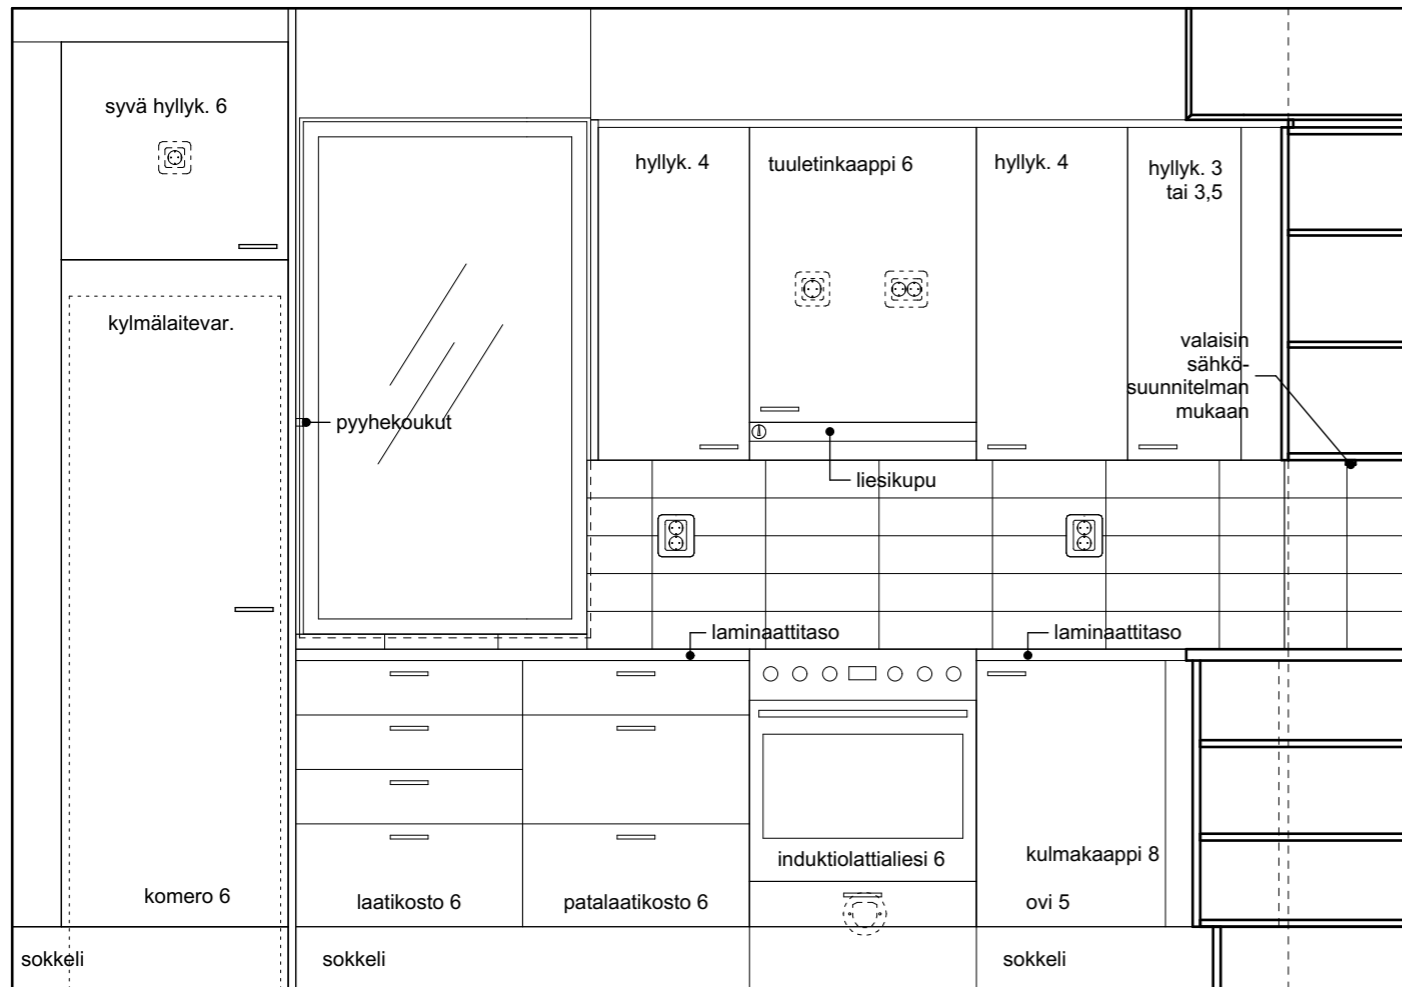 syvä hyllyk. 6
hyllyk. 4
tuuletinkaappi 6
hyllyk. 4
hyllyk. 3
tai 3,5
kylmälaitevar.
valaisin
sähkö-
suunnitelman
mukaan
pyyhekoukut
liesikupu
laminaattitaso
laminaattitaso
komero 6
laatikosto 6
patalaatikosto 6
induktiolattialiesi 6
kulmakaappi 8
ovi 5
sokkeli
sokkeli
sokkeli